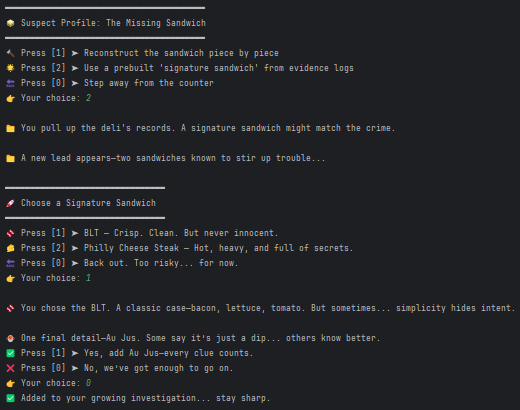 Suspect Profile: The Missing Sandwich
Press [1] ➤ Reconstruct the sandwich piece by piece
Press [2] ➤ Use a prebuilt 'signature sandwich' from evidence logs
Press [0] ➤ Step away from the counter
Your choice: 2
You pull up the deli's records. A signature sandwich might match the crime.
A new lead appears—two sandwiches known to stir up trouble...
Choose a Signature Sandwich
Press [1] ➤ BLT — Crisp. Clean. But never innocent.
Press [2] ➤ Philly Cheese Steak — Hot, heavy, and full of secrets.
Press [0] ➤ Back out. Too risky... for now.
Your choice: 1
You chose the BLT. A classic case—bacon, lettuce, tomato. But sometimes... simplicity hides intent.
One final detail—Au Jus. Some say it's just a dip... others know better.
Press [1] ➤ Yes, add Au Jus—every clue counts.
Press [0] ➤ No, we've got enough to go on.
Your choice: 0
Added to your growing investigation... stay sharp.